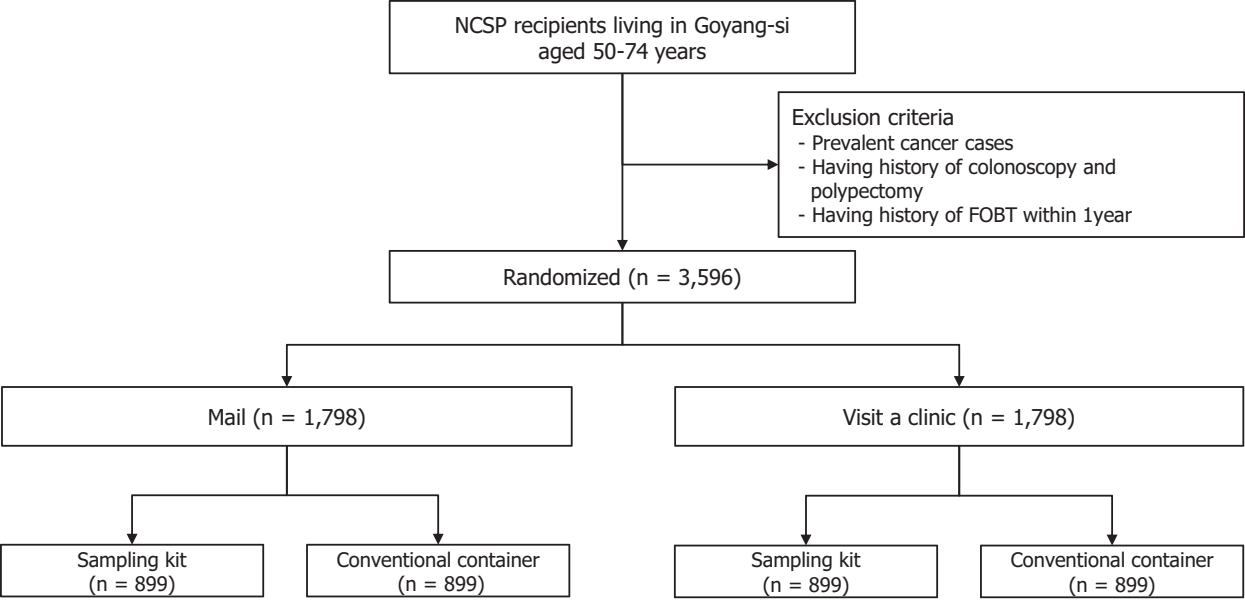 NCSP recipients living in Goyang-si
aged 50-74 years
Exclusion criteria
- Prevalent cancer cases
- Having history of colonoscopy and
polypectomy
- Having history of FOBT within 1year
Randomized (n = 3,596)
Mail (n = 1,798)
Visit a clinic (n = 1,798)
Sampling kit
(n = 899)
Conventional container
(n = 899)
Sampling kit
(n = 899)
Conventional container
(n = 899)